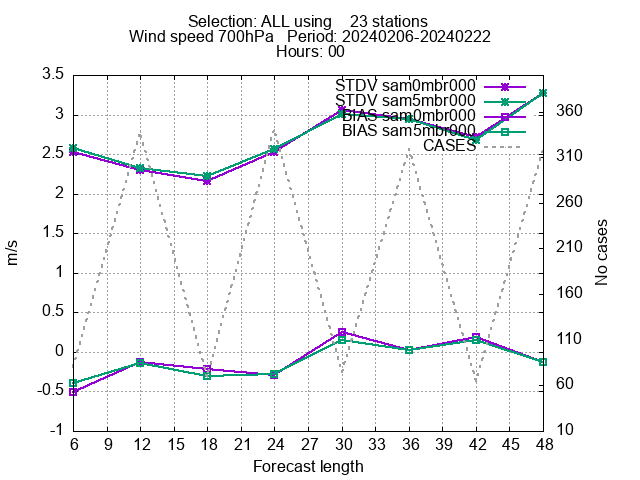 Selection: ALL using    23 stations
Wind speed 700hPa   Period: 20240206-20240222
Hours: 00
STDV sam0mbr000
STDV sam5mbr000
BIAS sam0mbr000
BIAS sam5mbr000
CASES
3.5
3
2.5
2
1.5
1
0.5
0
-0.5
-1
m/s
360
310
260
210
160
110
60
10
No cases
6 9 12 15 18 21 24 27 30 33 36 39 42 45 48
Forecast length